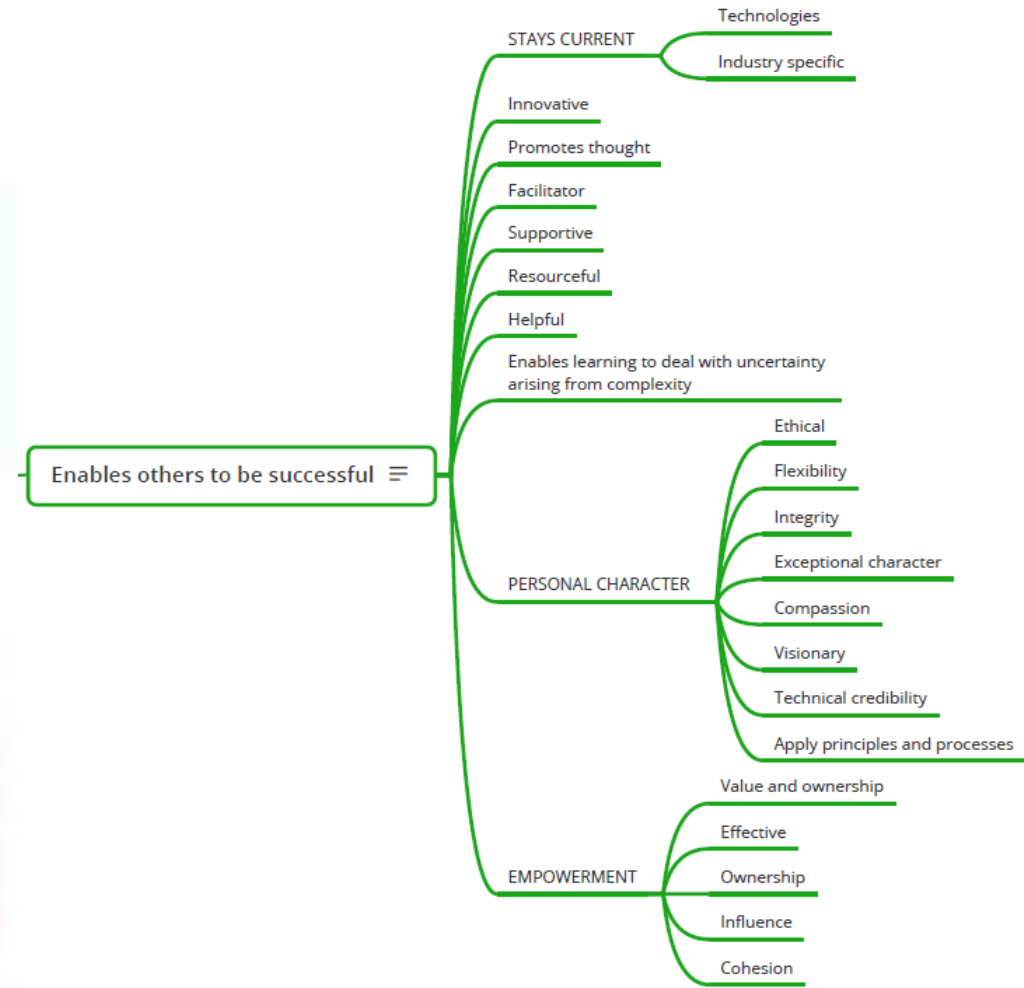 Technologies
STAYS CURRENT
Industry specific
Innovative
Promotes thought
Facilitator
Supportive
Resourceful
Helpful
Enables learning to deal with uncertainty
arising from complexity
Ethical
Flexibility
Enables others to be successful
Integrity
Exceptional character
PERSONAL CHARACTER
Compassion
Visionary
Technical credibility
Apply principles and processes
Value and ownership
Effective
EMPOWERMENT
Ownership
Influence
Cohesion